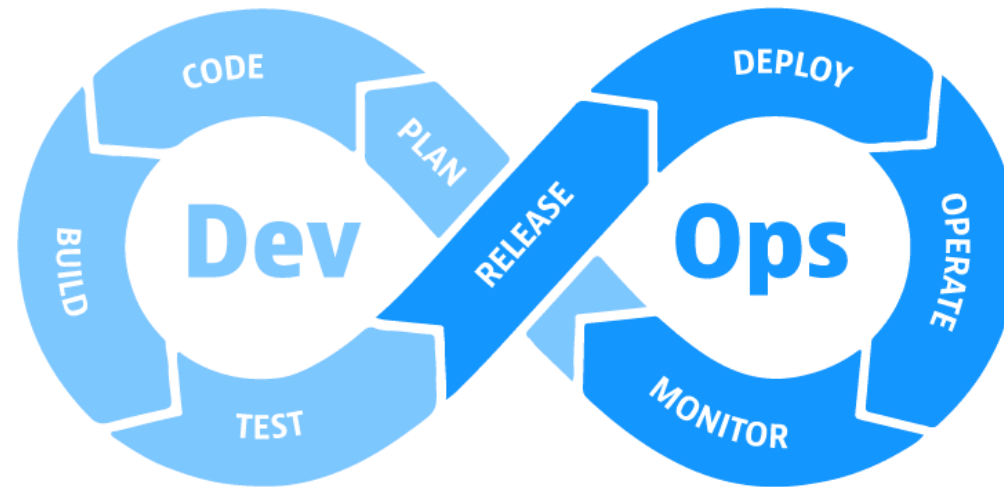 CODE
DEPLOY
PLAN
RELEASE
Dev
Ops
BUILD
OPERATE
TEST
MONITOR